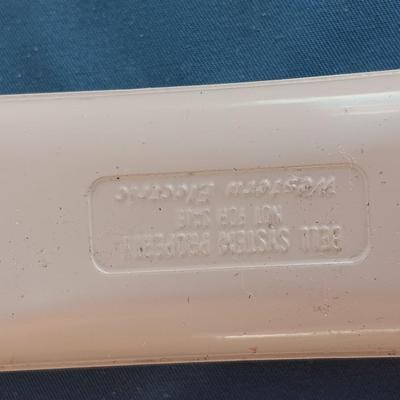 BELL SYSTEM PROPERTY
NOT FOR SALE
Western Electric